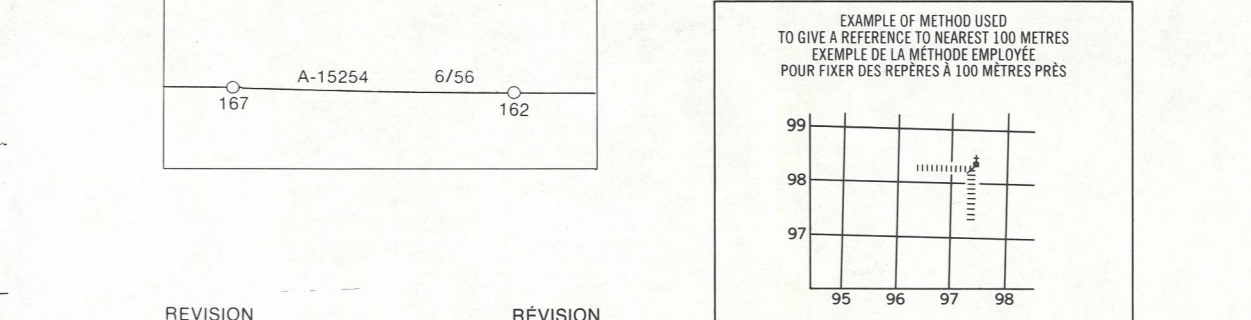 A-15254 6/56
167 162
REVISION RÉVISION
EXAMPLE OF METHOD USED
TO GIVE A REFERENCE TO NEAREST 100 METRES
EXEMPLE DE LA MÉTHODE EMPLOYÉE
POUR FIXER DES REPÈRES À 100 MÈTRES PRÈS
99
98
97
95 96 97 98